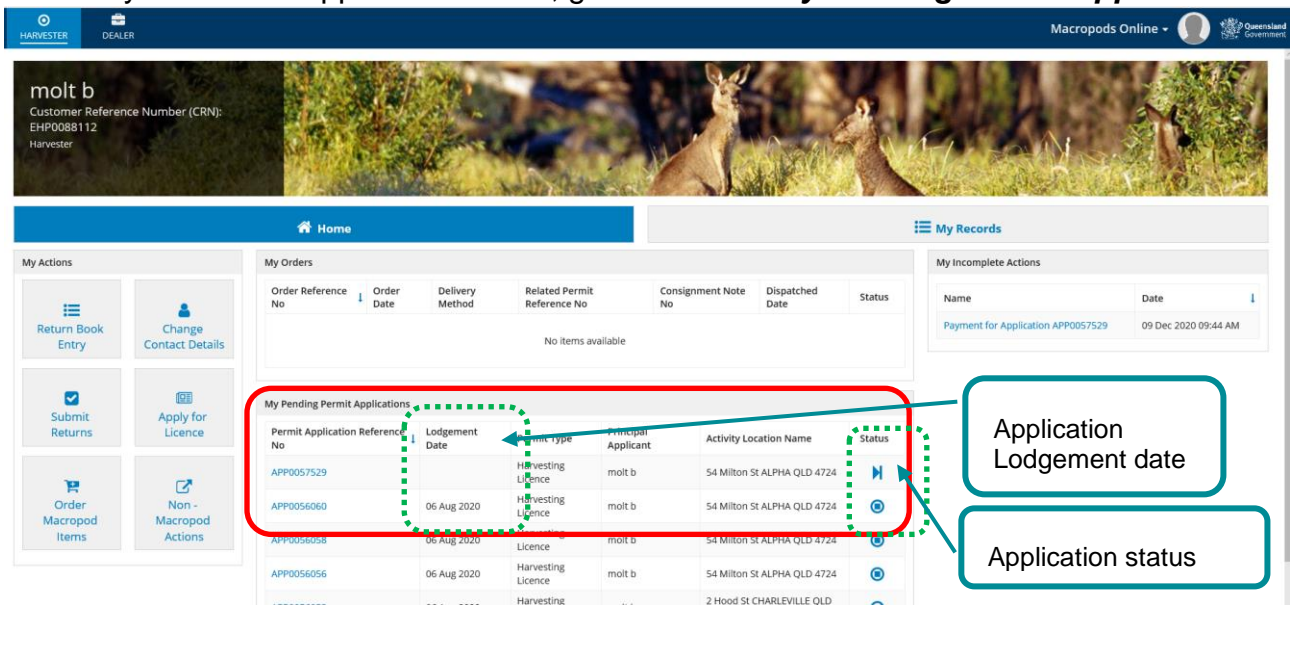 HARVESTER DEALER Macropods Online Queensland Government
molt b
Customer Reference Number (CRN):
EHP0088112
Harvester
Home My Records
My Actions
Return Book Entry
Change Contact Details
Submit Returns
Apply for Licence
Order Macropod Items
Non - Macropod Actions
My Orders
Order Reference No Order Date Delivery Method Related Permit Reference No Consignment Note No Dispatched Date Status
No items available
My Incomplete Actions
Name Date
Payment for Application APP0057529 09 Dec 2020 09:44 AM
My Pending Permit Applications
Permit Application Reference No Lodgement Date Permit Type Principal Applicant Activity Location Name Status
APP0057529 Harvesting Licence molt b 54 Milton St ALPHA QLD 4724
APP0056060 06 Aug 2020 Harvesting Licence molt b 54 Milton St ALPHA QLD 4724
APP0056058 06 Aug 2020 Harvesting Licence molt b 54 Milton St ALPHA QLD 4724
APP0056056 06 Aug 2020 Harvesting Licence molt b 54 Milton St ALPHA QLD 4724
Harvesting 2 Hood St CHARLEVILLE QLD
Application
Lodgement date
Application status